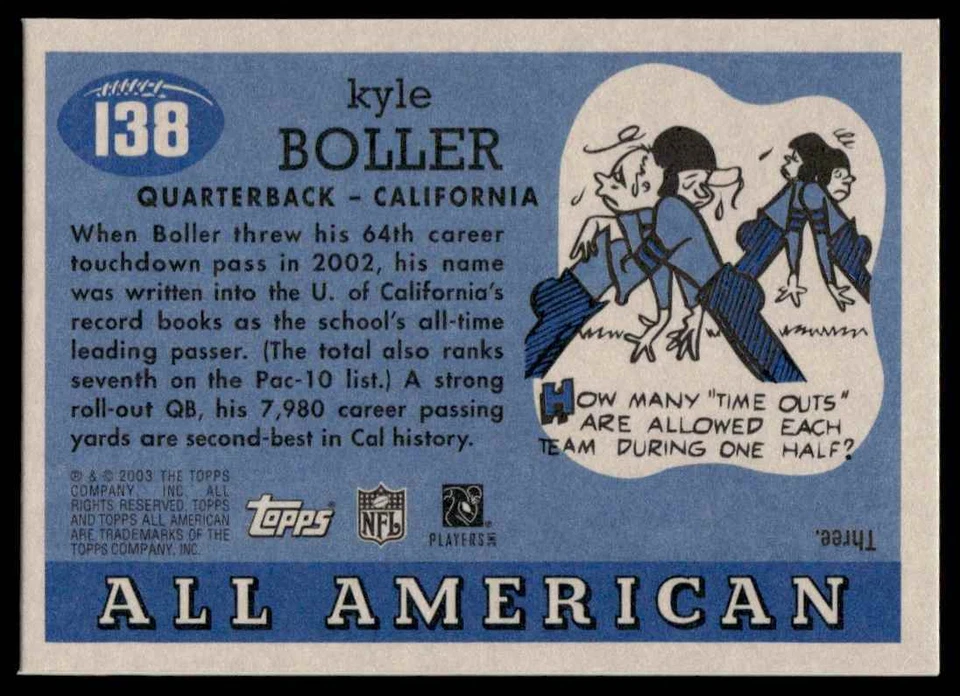 138
kyle
BOLLER
QUARTERBACK – CALIFORNIA
When Boller threw his 64th career
touchdown pass in 2002, his name
was written into the U. of California's
record books as the school's all-time
leading passer. (The total also ranks
seventh on the Pac-10 list.) A strong
roll-out QB, his 7,980 career passing
yards are second-best in Cal history.
HOW MANY "TIME OUTS"
ARE ALLOWED EACH
TEAM DURING ONE HALF?
Three.
® & © 2003 THE TOPPS
COMPANY, INC. ALL
RIGHTS RESERVED. TOPPS
AND TOPPS ALL AMERICAN
ARE TRADEMARKS OF THE
TOPPS COMPANY, INC.
topps®
NFL
PLAYERS INC
ALL AMERICAN